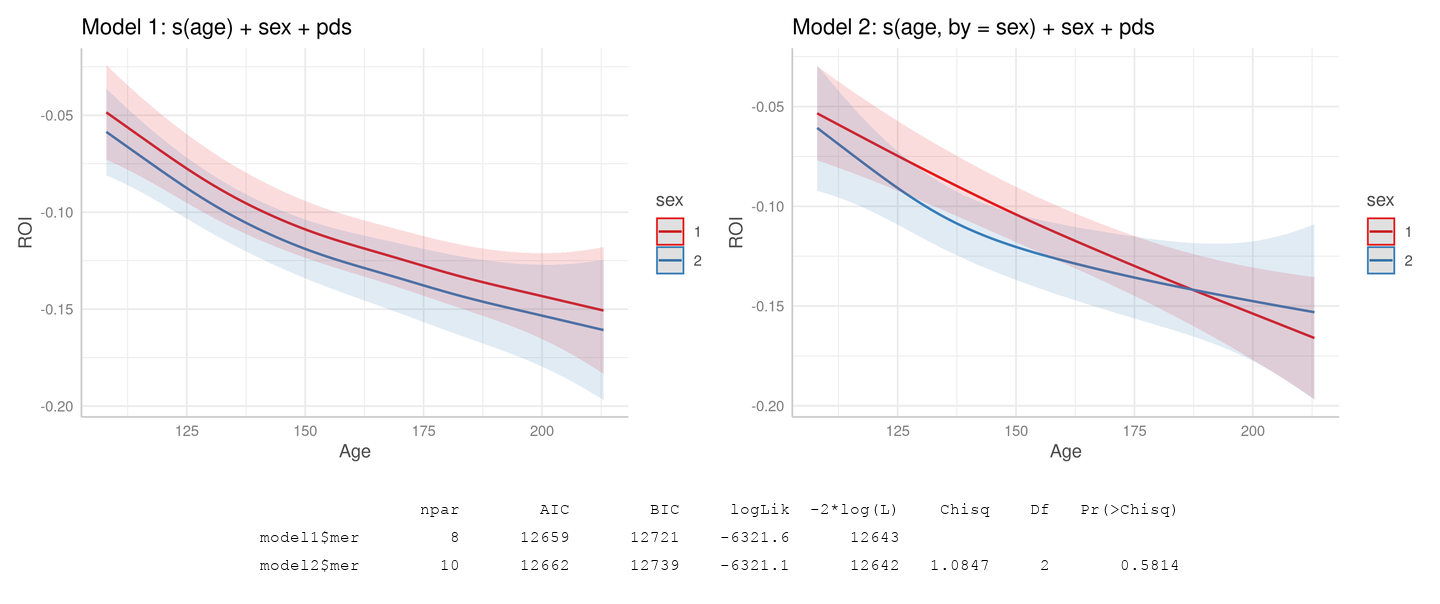 Model 1: s(age) + sex + pds
-0.05
-0.10
-0.15
-0.20
ROI
125 150 175 200
Age
sex
1
2
Model 2: s(age, by = sex) + sex + pds
-0.05
-0.10
-0.15
-0.20
ROI
125 150 175 200
Age
sex
1
2
npar AIC BIC logLik -2*log(L) Chisq Df Pr(>Chisq)
model1$mer 8 12659 12721 -6321.6 12643
model2$mer 10 12662 12739 -6321.1 12642 1.0847 2 0.5814